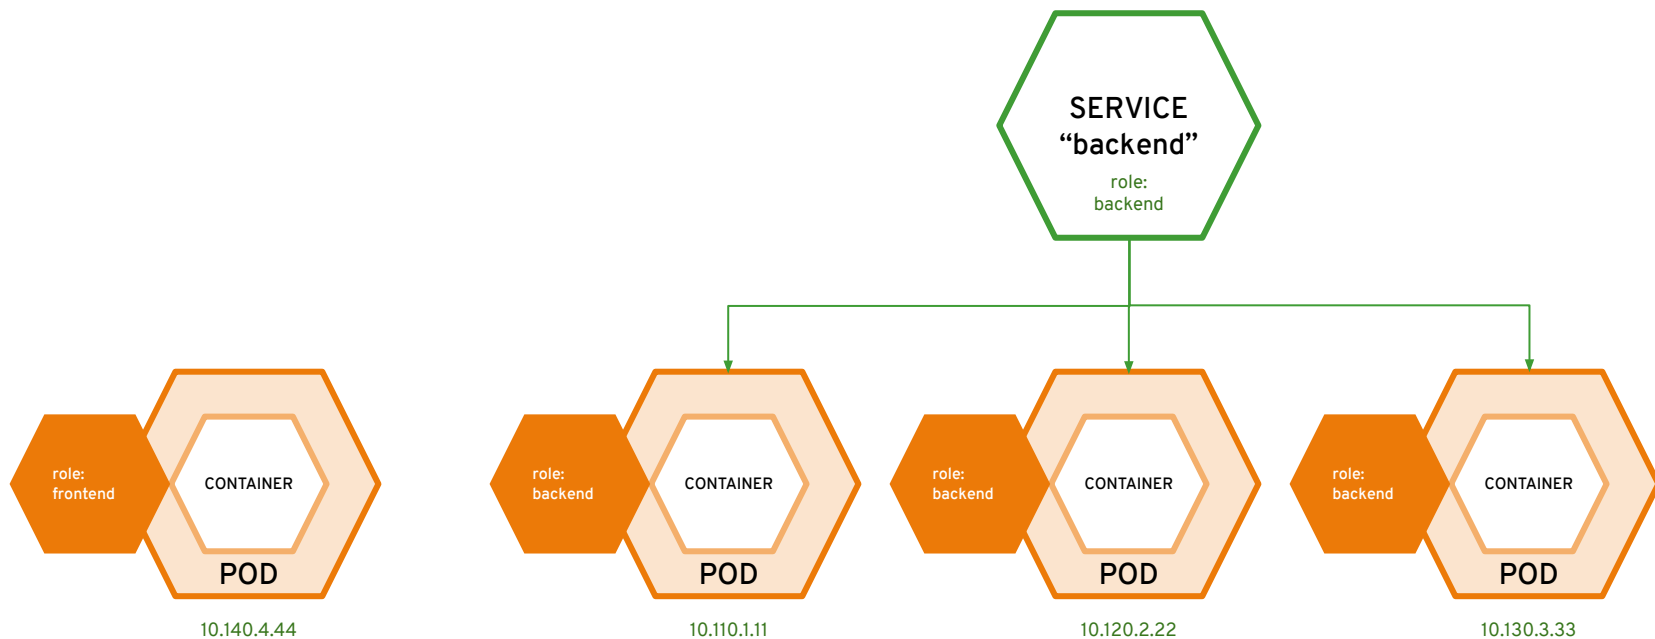 SERVICE
“backend”
role:
backend
role:
frontend
CONTAINER
POD
10.140.4.44
role:
backend
CONTAINER
POD
10.110.1.11
role:
backend
CONTAINER
POD
10.120.2.22
role:
backend
CONTAINER
POD
10.130.3.33